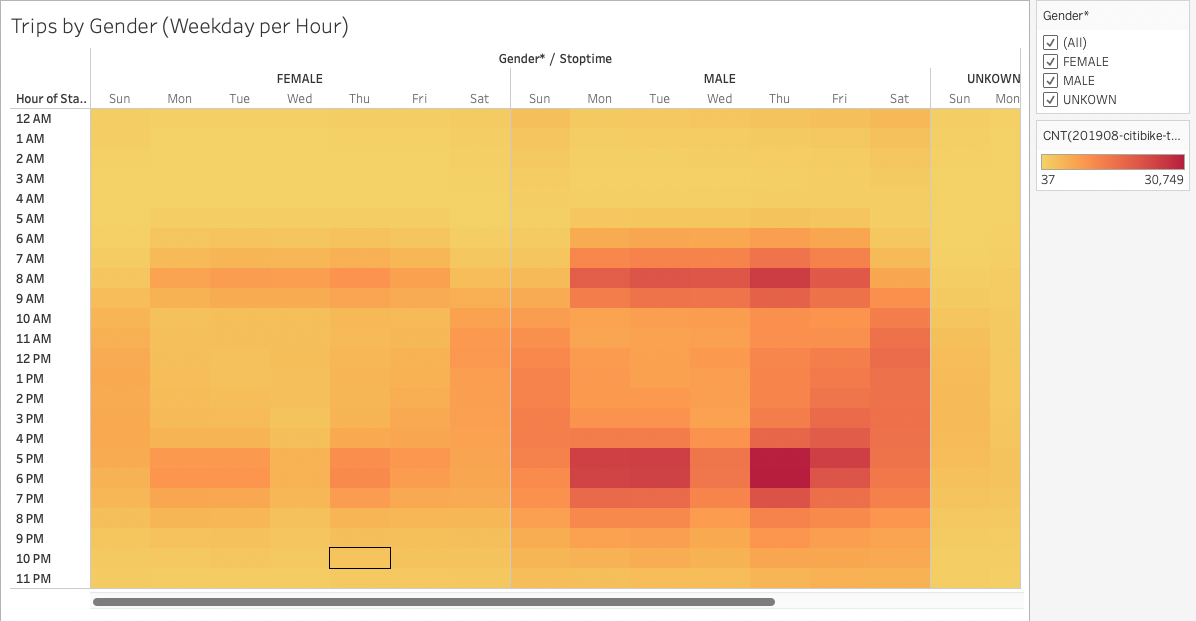 Trips by Gender (Weekday per Hour)
Gender* / Stoptime
FEMALE MALE UNKOWN
Hour of Sta.. Sun Mon Tue Wed Thu Fri Sat Sun Mon Tue Wed Thu Fri Sat Sun Mon
12 AM
1 AM
2 AM
3 AM
4 AM
5 AM
6 AM
7 AM
8 AM
9 AM
10 AM
11 AM
12 PM
1 PM
2 PM
3 PM
4 PM
5 PM
6 PM
7 PM
8 PM
9 PM
10 PM
11 PM
Gender*
(All)
FEMALE
MALE
UNKOWN
CNT(201908-citibike-t...
37 30,749